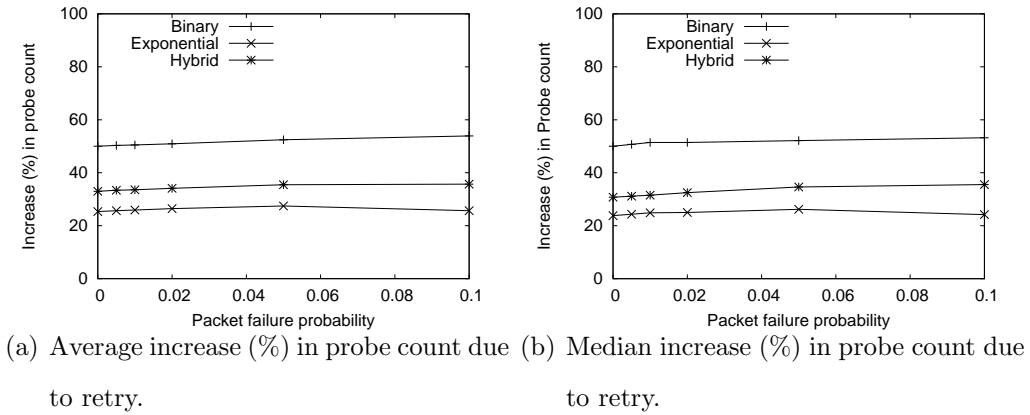 100
80
60
40
20
0
0 0.02 0.04 0.06 0.08 0.1
Increase (%) in probe count
Packet failure probability
Binary
Exponential
Hybrid
(a) Average increase (%) in probe count due
to retry.
100
80
60
40
20
0
0 0.02 0.04 0.06 0.08 0.1
Increase (%) in Probe count
Packet failure probability
Binary
Exponential
Hybrid
(b) Median increase (%) in probe count due
to retry.